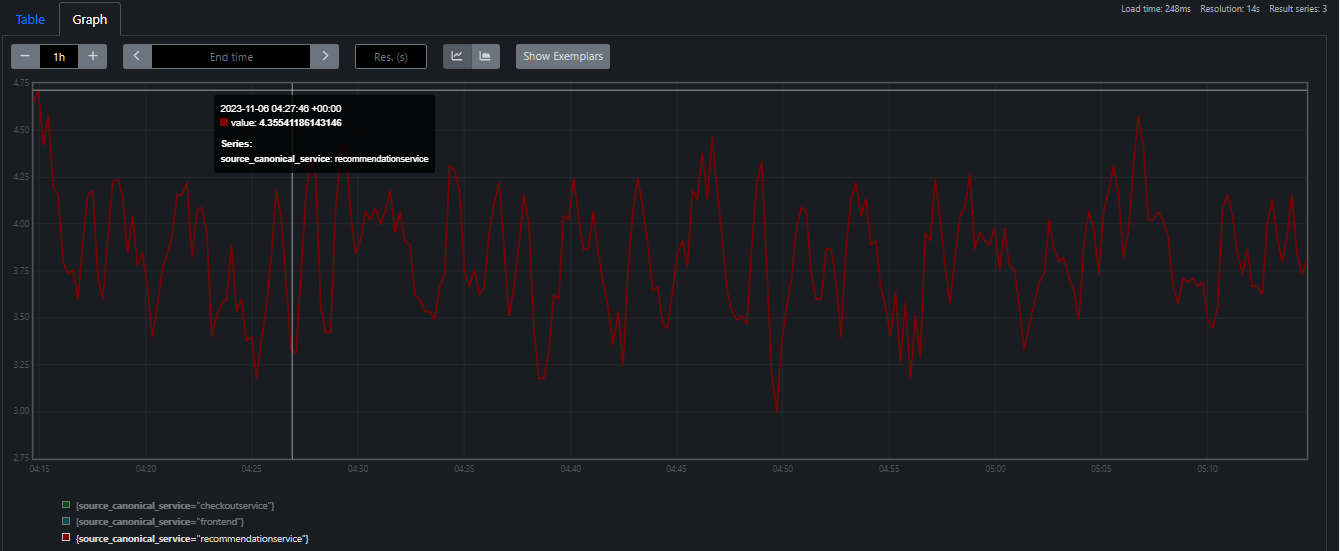 Table Graph Load time: 248ms Resolution: 14s Result series: 3
− 1h + End time Res. (s) Show Exemplars
4.75
2023-11-06 04:27:46 +00:00
value: 4.35541186143146
4.50
Series:
source_canonical_service: recommendationservice
4.25
4.00
3.75
3.50
3.25
3.00
2.75
04:15 04:20 04:25 04:30 04:35 04:40 04:45 04:50 04:55 05:00 05:05 05:10
{source_canonical_service="checkoutservice"}
{source_canonical_service="frontend"}
{source_canonical_service="recommendationservice"}